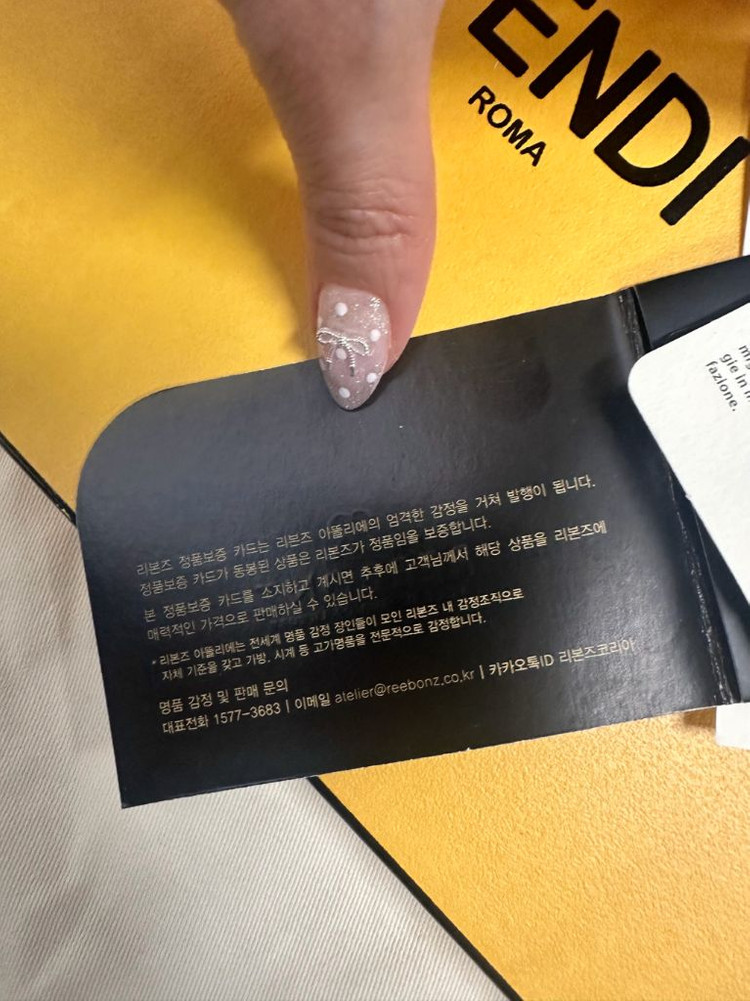 FENDI
ROMA
gie in
fazione.
리본즈 정품보증 카드는 리본즈 아뜰리에의 엄격한 감정을 거쳐 발행이 됩니다.
정품보증 카드가 동봉된 상품은 리본즈가 정품임을 보증합니다.
본 정품보증 카드를 소지하고 계시면 추후에 고객님께서 해당 상품을 리본즈에
매력적인 가격으로 판매하실 수 있습니다.
* 리본즈 아뜰리에는 전세계 명품 감정 장인들이 모인 리본즈 내 감정조직으로
자체 기준을 갖고 가방, 시계 등 고가명품을 전문적으로 감정합니다.
명품 감정 및 판매 문의
대표전화 1577-3683 | 이메일 atelier@reebonz.co.kr | 카카오톡ID 리본즈코리아